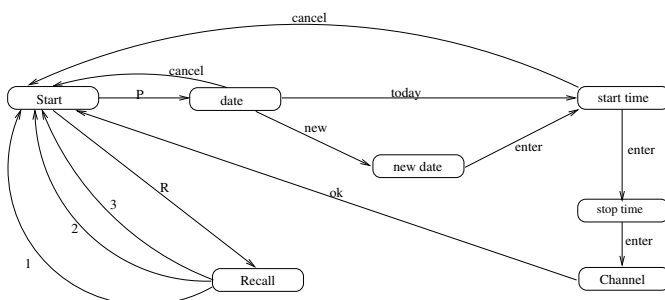 cancel
cancel
Start
P
date
today
start time
new
enter
new date
enter
R
ok
3
stop time
2
enter
1
Recall
Channel